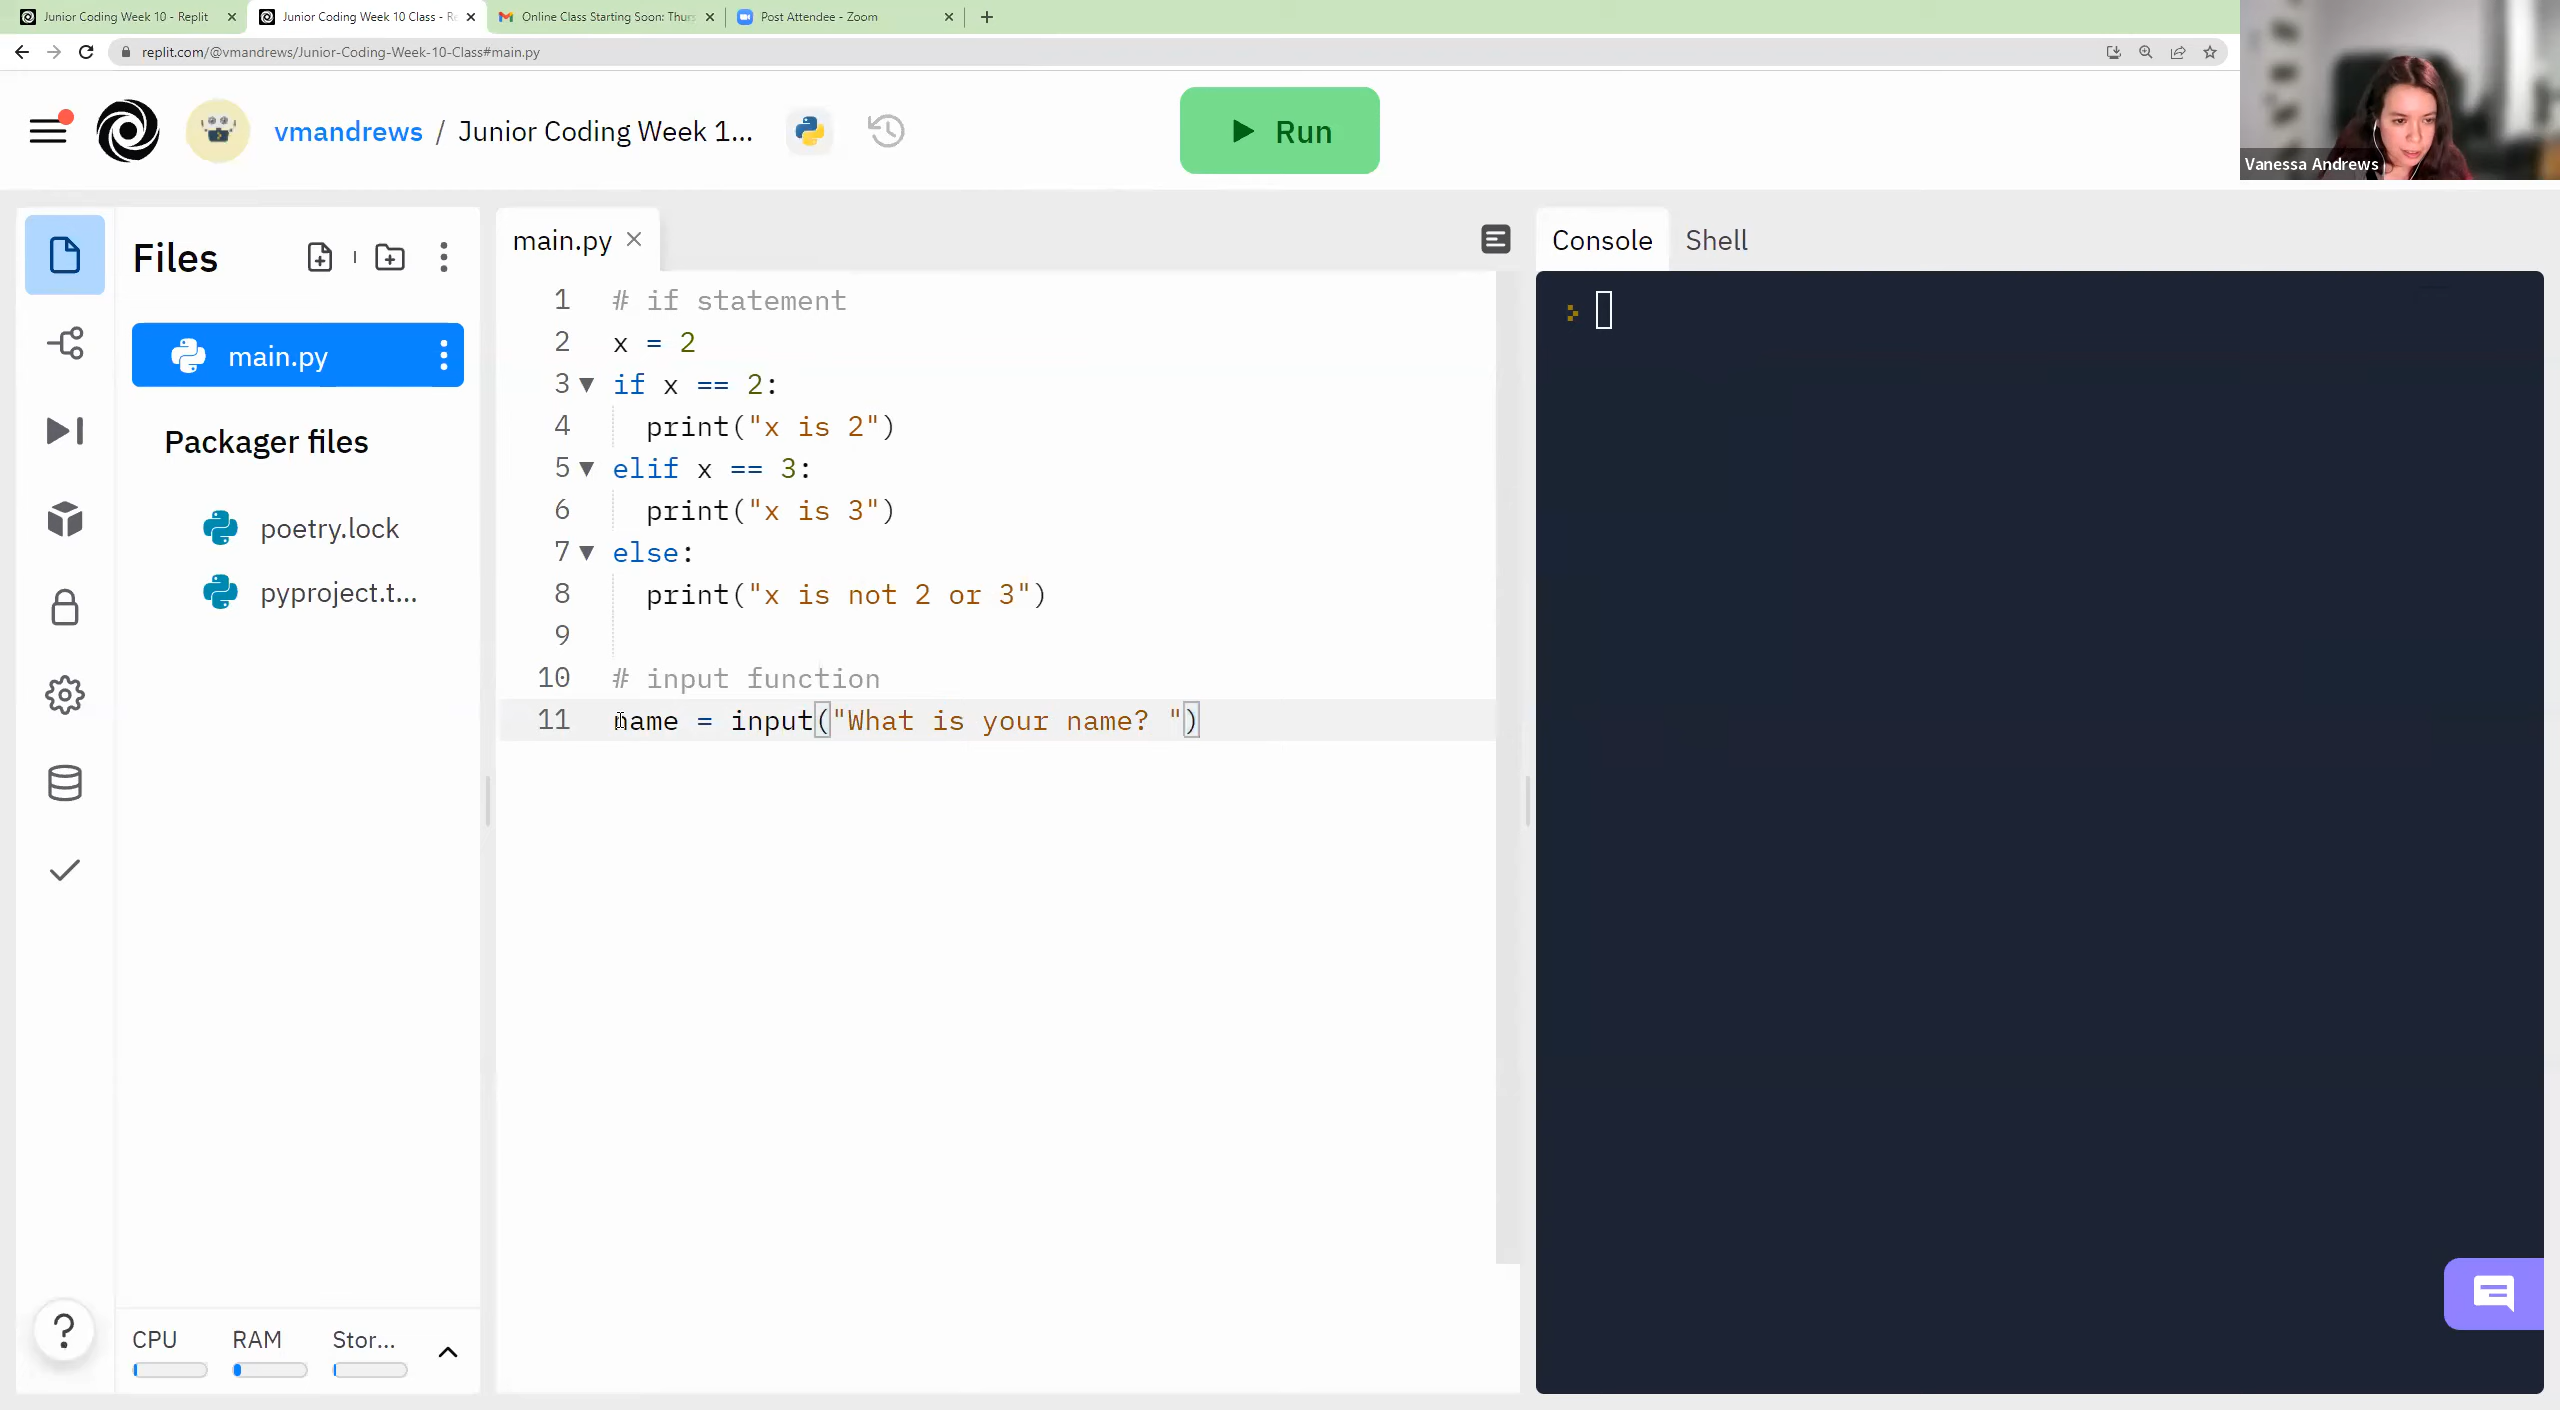 Junior Coding Week 10 - Replit
Junior Coding Week 10 Class - Re
Online Class Starting Soon: Thurs
Post Attendee - Zoom
replit.com/@vmandrews/Junior-Coding-Week-10-Class#main.py
vmandrews / Junior Coding Week 1...
Run
Vanessa Andrews
Files
main.py
Packager files
poetry.lock
pyproject.t...
CPU RAM Stor...
main.py
1 # if statement
2 x = 2
3 if x == 2:
4 print("x is 2")
5 elif x == 3:
6 print("x is 3")
7 else:
8 print("x is not 2 or 3")
9
10 # input function
11 name = input("What is your name? ")
Console Shell